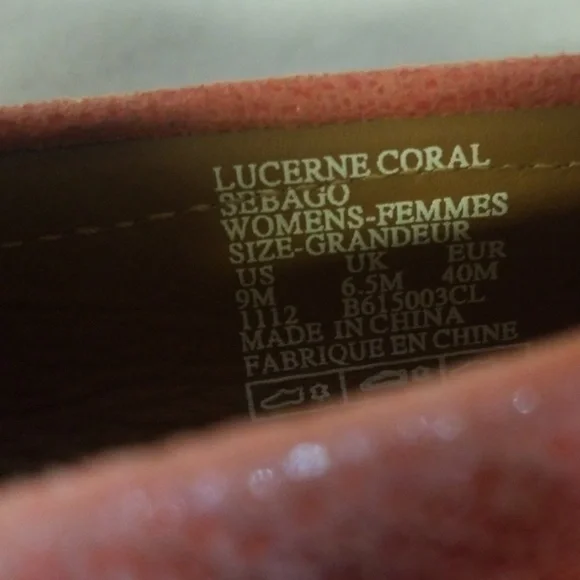 LUCERNE CORAL
SEBAGO
WOMENS-FEMMES
SIZE-GRANDEUR
US UK EUR
9M 6.5M 40M
1112 B615003CL
MADE IN CHINA
FABRIQUE EN CHINE